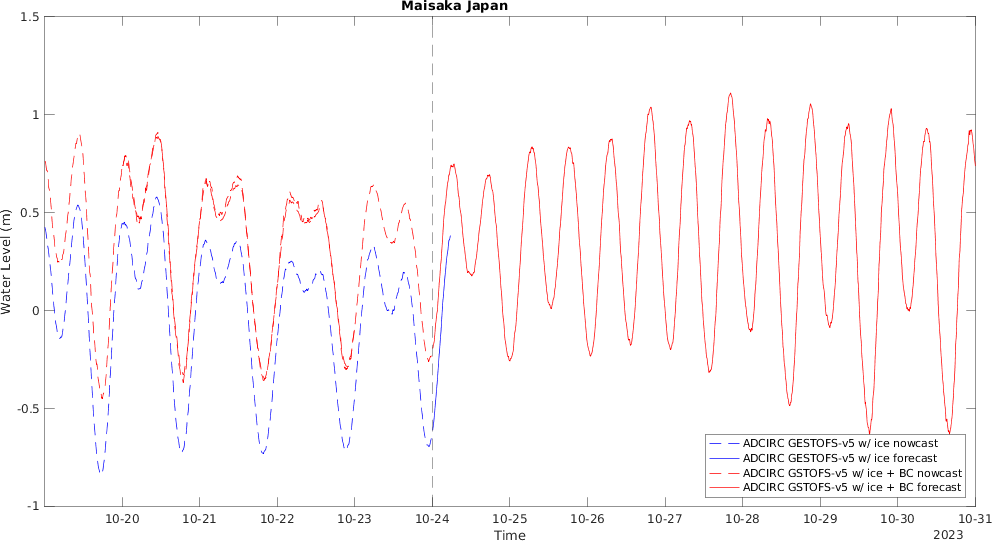 Maisaka Japan
1.5
1
0.5
0
-0.5
-1
Water Level (m)
10-20 10-21 10-22 10-23 10-24 10-25 10-26 10-27 10-28 10-29 10-30 10-31
Time
2023
ADCIRC GESTOFS-v5 w/ ice nowcast
ADCIRC GESTOFS-v5 w/ ice forecast
ADCIRC GSTOFS-v5 w/ ice + BC nowcast
ADCIRC GSTOFS-v5 w/ ice + BC forecast